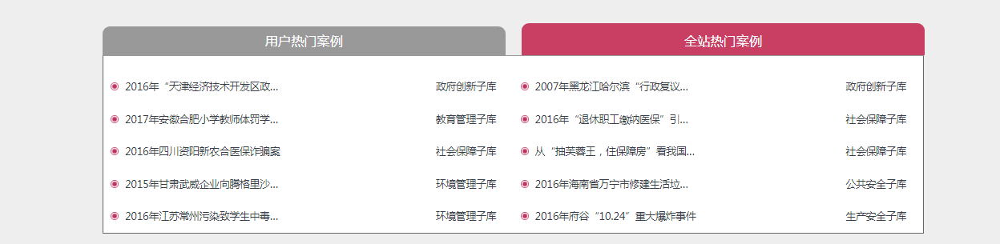 用户热门案例
2016年“天津经济技术开发区政... 政府创新子库
2017年安徽合肥小学教师体罚学... 教育管理子库
2016年四川资阳新农合医保诈骗案 社会保障子库
2015年甘肃武威企业向腾格里沙... 环境管理子库
2016年江苏常州污染致学生中毒... 环境管理子库
全站热门案例
2007年黑龙江哈尔滨“行政复议... 政府创新子库
2016年“退休职工缴纳医保”引... 社会保障子库
从“抽芙蓉王，住保障房”看我国... 社会保障子库
2016年海南省万宁市修建生活垃... 公共安全子库
2016年府谷“10.24”重大爆炸事件 生产安全子库